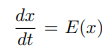 dx/dt = E(x)